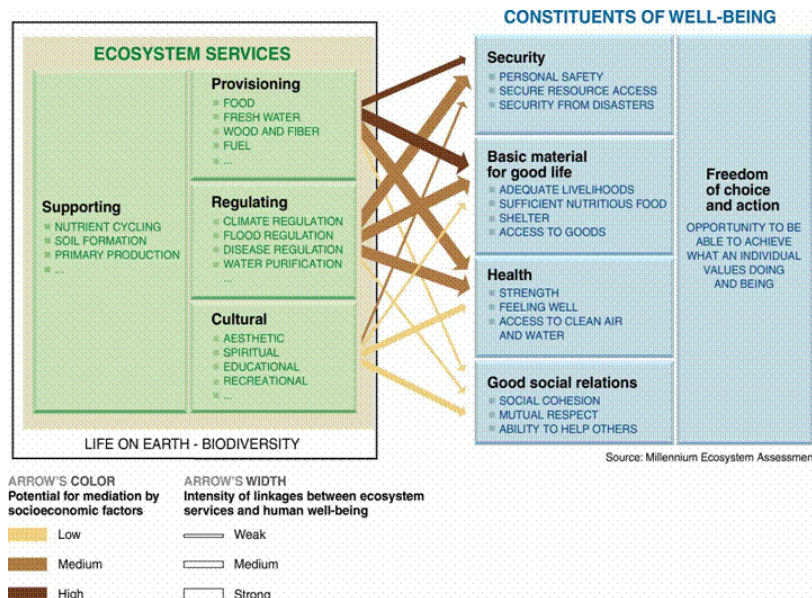 CONSTITUENTS OF WELL-BEING
ECOSYSTEM SERVICES
Provisioning
FOOD
FRESH WATER
WOOD AND FIBER
FUEL
...
Supporting
NUTRIENT CYCLING
SOIL FORMATION
PRIMARY PRODUCTION
...
Regulating
CLIMATE REGULATION
FLOOD REGULATION
DISEASE REGULATION
WATER PURIFICATION
...
Cultural
AESTHETIC
SPIRITUAL
EDUCATIONAL
RECREATIONAL
...
LIFE ON EARTH - BIODIVERSITY
Security
PERSONAL SAFETY
SECURE RESOURCE ACCESS
SECURITY FROM DISASTERS
Basic material
for good life
ADEQUATE LIVELIHOODS
SUFFICIENT NUTRITIOUS FOOD
SHELTER
ACCESS TO GOODS
Health
STRENGTH
FEELING WELL
ACCESS TO CLEAN AIR
AND WATER
Good social relations
SOCIAL COHESION
MUTUAL RESPECT
ABILITY TO HELP OTHERS
Freedom
of choice
and action
OPPORTUNITY TO BE
ABLE TO ACHIEVE
WHAT AN INDIVIDUAL
VALUES DOING
AND BEING
Source: Millennium Ecosystem Assessment
ARROW'S COLOR
Potential for mediation by
socioeconomic factors
Low
Medium
High
ARROW'S WIDTH
Intensity of linkages between ecosystem
services and human well-being
Weak
Medium
Strong